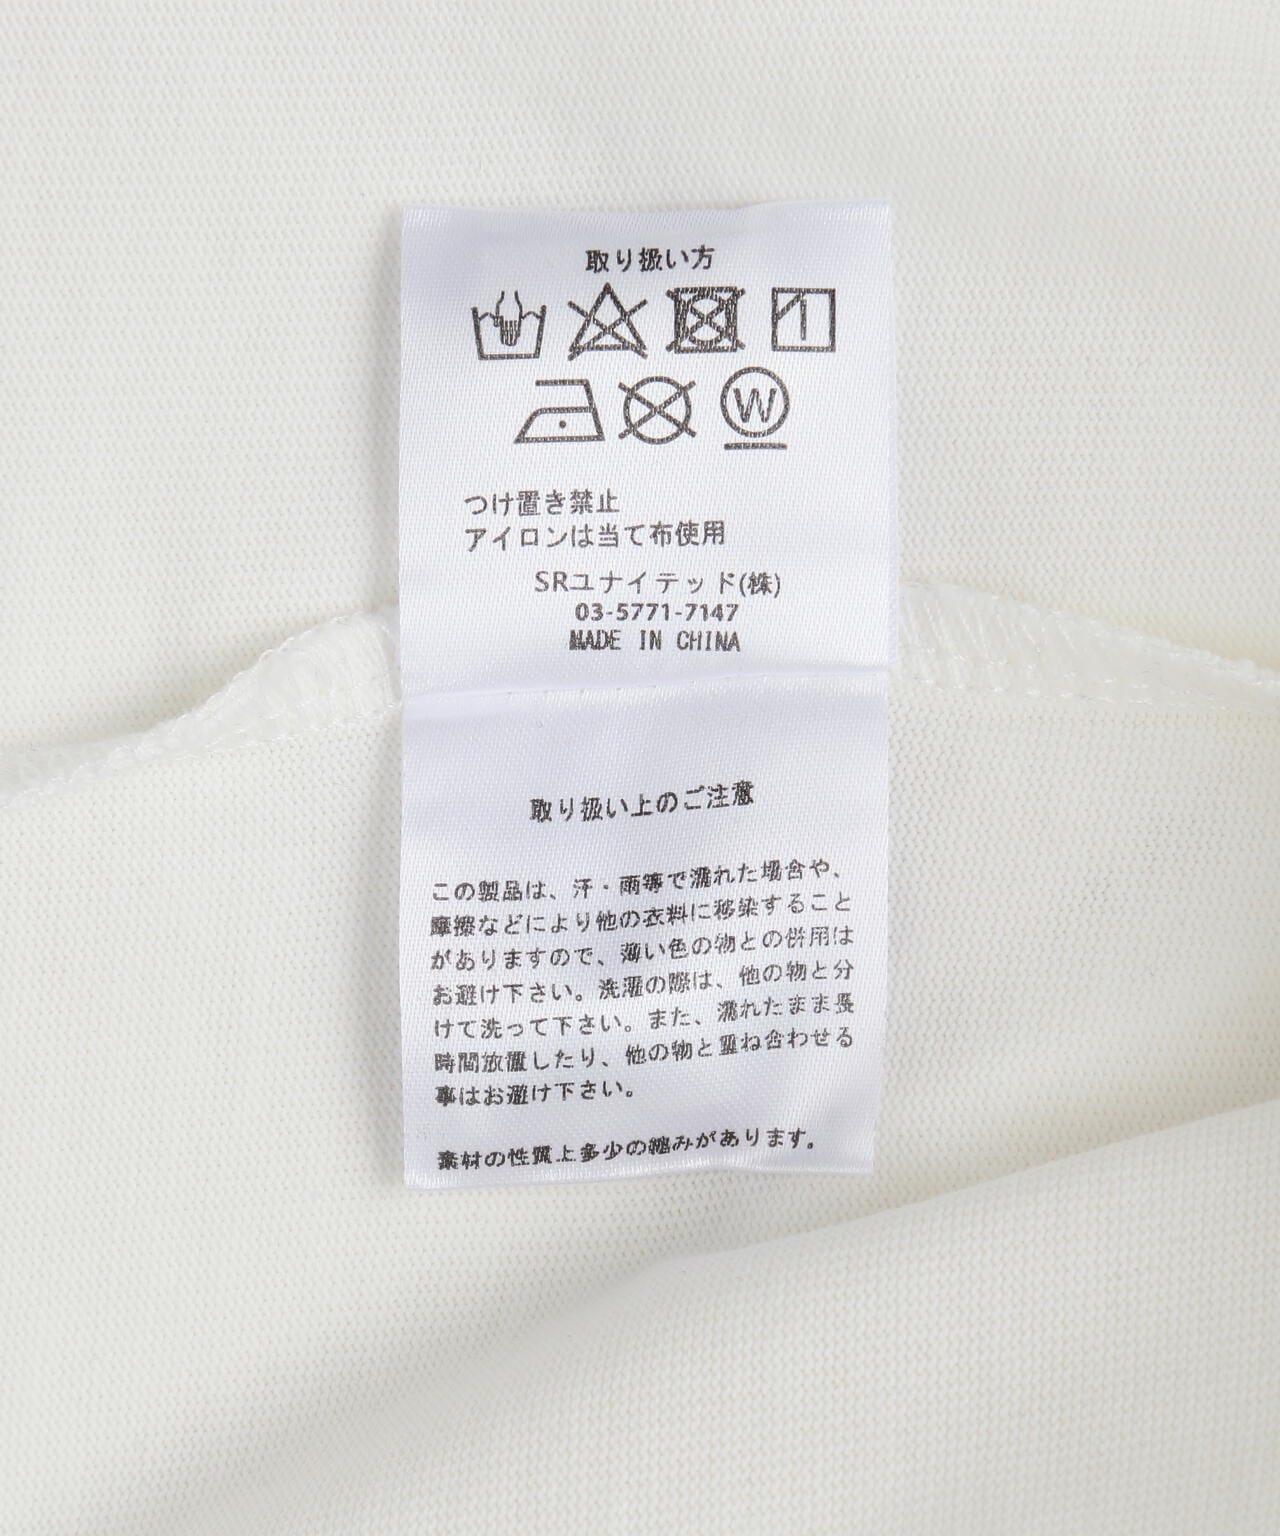 取り扱い方
W
つけ置き禁止
アイロンは当て布使用
SRユナイテッド(株)
03-5771-7147
MADE IN CHINA
取り扱い上のご注意
この製品は、汗・雨等で濡れた場合や、
摩擦などにより他の衣料に移染すること
がありますので、薄い色の物との併用は
お避け下さい。洗濯の際は、他の物と分
けて洗って下さい。また、濡れたまま長
時間放置したり、他の物と重ね合わせる
事はお避け下さい。
素材の性質上多少の縮みがあります。